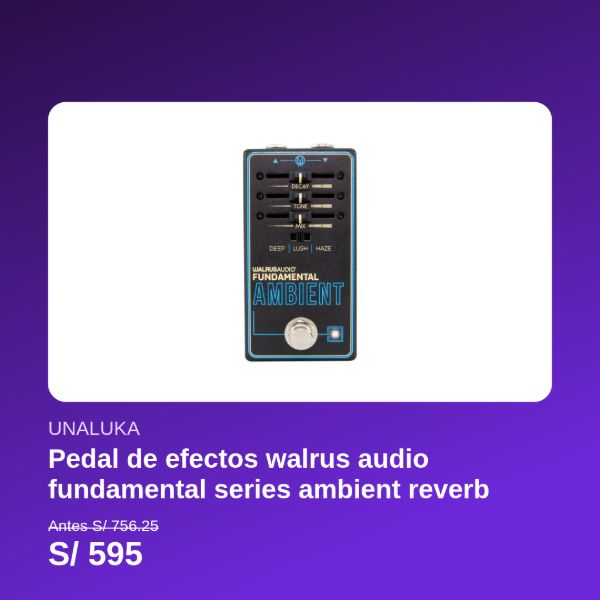 DECAY
TONE
MIX
DEEP | LUSH | HAZE
WALRUSAUDIO
FUNDAMENTAL
AMBIENT
UNALUKA
Pedal de efectos walrus audio
fundamental series ambient reverb
Antes S/ 756.25
S/ 595